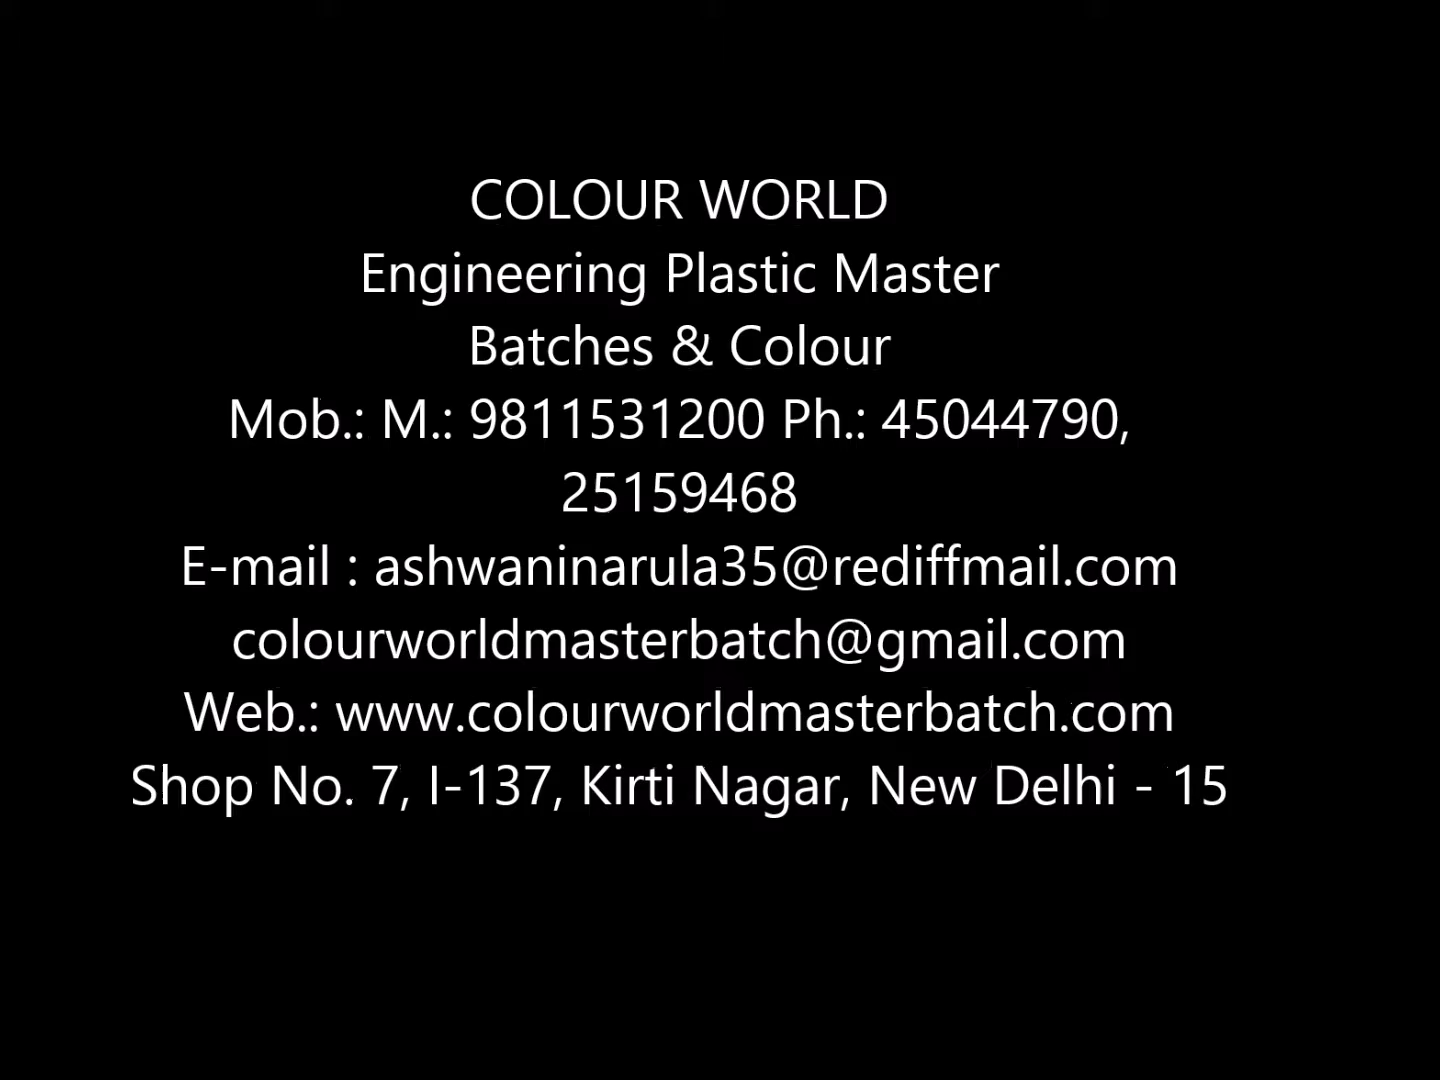 COLOUR WORLD
Engineering Plastic Master
Batches & Colour
Mob.: M.: 9811531200 Ph.: 45044790,
25159468
E-mail : ashwaninarula35@rediffmail.com
colourworldmasterbatch@gmail.com
Web.: www.colourworldmasterbatch.com
Shop No. 7, I-137, Kirti Nagar, New Delhi - 15